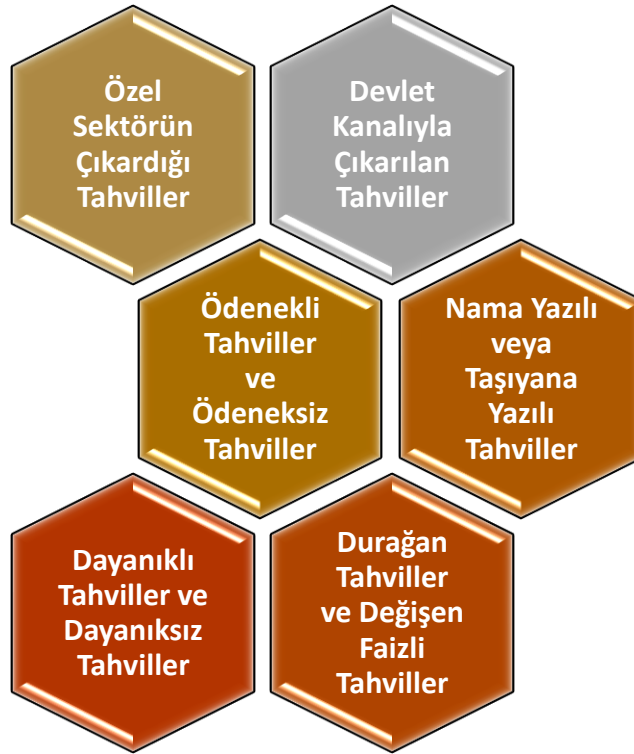 Özel
Sektörün
Çıkardığı
Tahviller
Devlet
Kanalıyla
Çıkarılan
Tahviller
Ödenekli
Tahviller
ve
Ödeneksiz
Tahviller
Nama Yazılı
veya
Taşıyana
Yazılı
Tahviller
Dayanıklı
Tahviller ve
Dayanıksız
Tahviller
Durağan
Tahviller
ve Değişen
Faizli
Tahviller